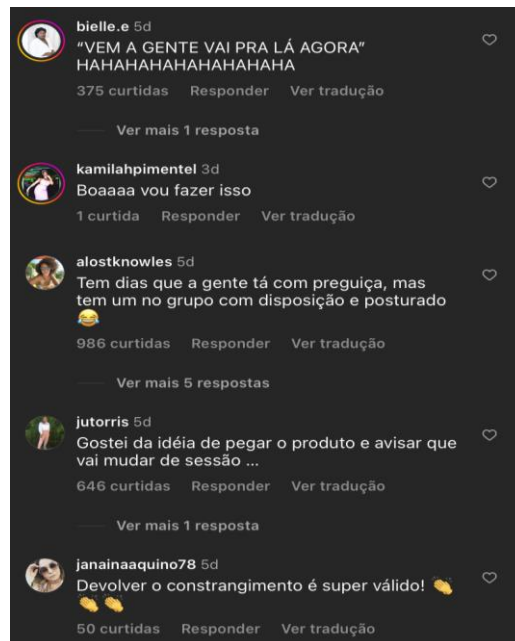 bielle.e 5d
“VEM A GENTE VAI PRA LÁ AGORA”
HAHAHAHAHAHAHAHAHA
375 curtidas Responder Ver tradução
Ver mais 1 resposta
kamilahpimentel 3d
Boaaaa vou fazer isso
1 curtida Responder Ver tradução
alostknowles 5d
Tem dias que a gente tá com preguiça, mas
tem um no grupo com disposição e posturado
😂
986 curtidas Responder Ver tradução
Ver mais 5 respostas
jutorris 5d
Gostei da idéia de pegar o produto e avisar que
vai mudar de sessão ...
646 curtidas Responder Ver tradução
Ver mais 1 resposta
janainaaquino78 5d
Devolver o constrangimento é super válido! 👏
👏👏
50 curtidas Responder Ver tradução